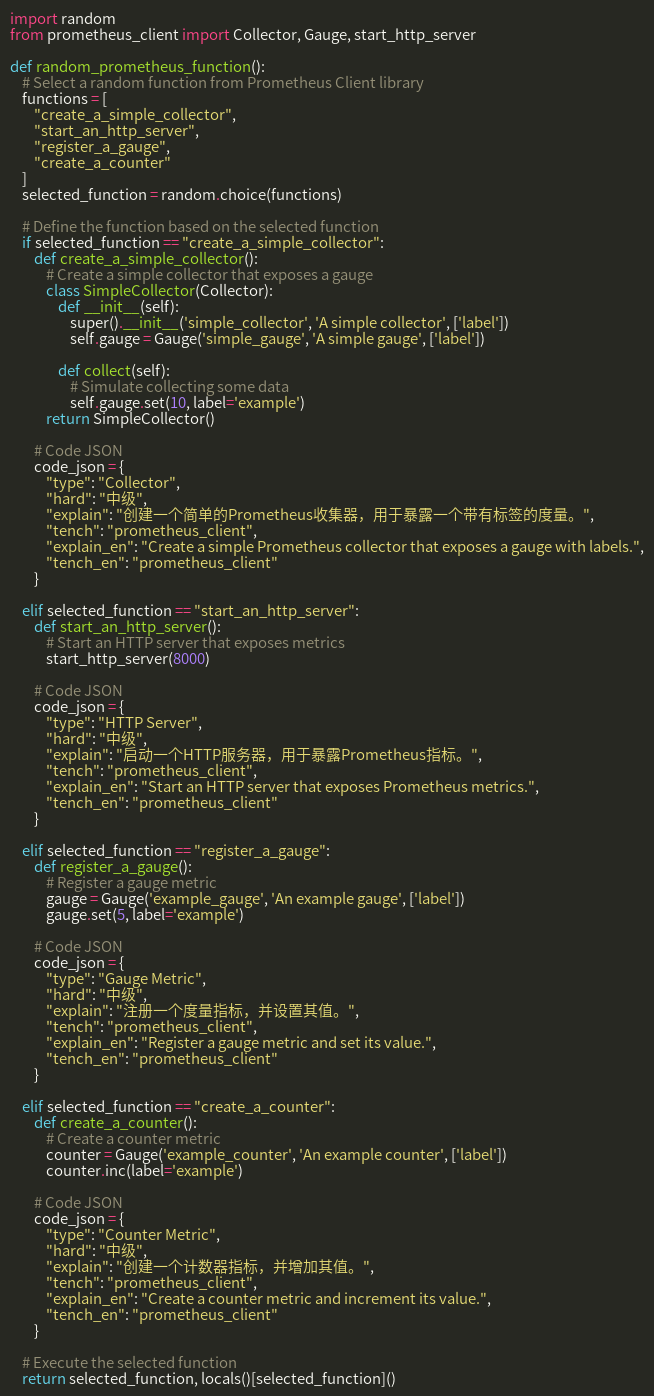 import random
from prometheus_client import Collector, Gauge, start_http_server

def random_prometheus_function():
    # Select a random function from Prometheus Client library
    functions = [
        "create_a_simple_collector",
        "start_an_http_server",
        "register_a_gauge",
        "create_a_counter"
    ]
    selected_function = random.choice(functions)

    # Define the function based on the selected function
    if selected_function == "create_a_simple_collector":
        def create_a_simple_collector():
            # Create a simple collector that exposes a gauge
            class SimpleCollector(Collector):
                def __init__(self):
                    super().__init__('simple_collector', 'A simple collector', ['label'])
                    self.gauge = Gauge('simple_gauge', 'A simple gauge', ['label'])

                def collect(self):
                    # Simulate collecting some data
                    self.gauge.set(10, label='example')
            return SimpleCollector()

        # Code JSON
        code_json = {
            "type": "Collector",
            "hard": "中级",
            "explain": "创建一个简单的Prometheus收集器，用于暴露一个带有标签的度量。",
            "tench": "prometheus_client",
            "explain_en": "Create a simple Prometheus collector that exposes a gauge with labels.",
            "tench_en": "prometheus_client"
        }

    elif selected_function == "start_an_http_server":
        def start_an_http_server():
            # Start an HTTP server that exposes metrics
            start_http_server(8000)

        # Code JSON
        code_json = {
            "type": "HTTP Server",
            "hard": "中级",
            "explain": "启动一个HTTP服务器，用于暴露Prometheus指标。",
            "tench": "prometheus_client",
            "explain_en": "Start an HTTP server that exposes Prometheus metrics.",
            "tench_en": "prometheus_client"
        }

    elif selected_function == "register_a_gauge":
        def register_a_gauge():
            # Register a gauge metric
            gauge = Gauge('example_gauge', 'An example gauge', ['label'])
            gauge.set(5, label='example')

        # Code JSON
        code_json = {
            "type": "Gauge Metric",
            "hard": "中级",
            "explain": "注册一个度量指标，并设置其值。",
            "tench": "prometheus_client",
            "explain_en": "Register a gauge metric and set its value.",
            "tench_en": "prometheus_client"
        }

    elif selected_function == "create_a_counter":
        def create_a_counter():
            # Create a counter metric
            counter = Gauge('example_counter', 'An example counter', ['label'])
            counter.inc(label='example')

        # Code JSON
        code_json = {
            "type": "Counter Metric",
            "hard": "中级",
            "explain": "创建一个计数器指标，并增加其值。",
            "tench": "prometheus_client",
            "explain_en": "Create a counter metric and increment its value.",
            "tench_en": "prometheus_client"
        }

    # Execute the selected function
    return selected_function, locals()[selected_function]()